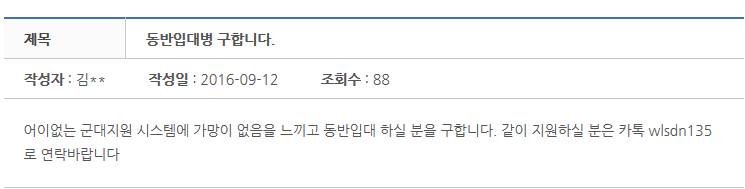 제목 동반입대병 구합니다.
작성자 : 김** 작성일 : 2016-09-12 조회수 : 88
어이없는 군대지원 시스템에 가망이 없음을 느끼고 동반입대 하실 분을 구합니다. 같이 지원하실 분은 카톡 wlsdn135
로 연락바랍니다